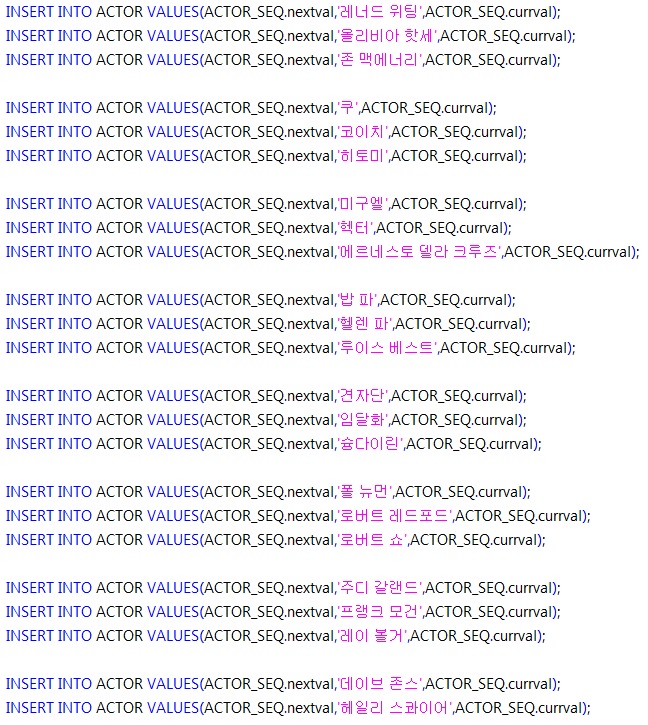 INSERT INTO ACTOR VALUES(ACTOR_SEQ.nextval,'레너드 위팅',ACTOR_SEQ.currval);
INSERT INTO ACTOR VALUES(ACTOR_SEQ.nextval,'올리비아 핫세',ACTOR_SEQ.currval);
INSERT INTO ACTOR VALUES(ACTOR_SEQ.nextval,'존 맥에너리',ACTOR_SEQ.currval);
INSERT INTO ACTOR VALUES(ACTOR_SEQ.nextval,'쿠',ACTOR_SEQ.currval);
INSERT INTO ACTOR VALUES(ACTOR_SEQ.nextval,'코이치',ACTOR_SEQ.currval);
INSERT INTO ACTOR VALUES(ACTOR_SEQ.nextval,'히토미',ACTOR_SEQ.currval);
INSERT INTO ACTOR VALUES(ACTOR_SEQ.nextval,'미구엘',ACTOR_SEQ.currval);
INSERT INTO ACTOR VALUES(ACTOR_SEQ.nextval,'헥터',ACTOR_SEQ.currval);
INSERT INTO ACTOR VALUES(ACTOR_SEQ.nextval,'에르네스토 델라 크루즈',ACTOR_SEQ.currval);
INSERT INTO ACTOR VALUES(ACTOR_SEQ.nextval,'밥 파',ACTOR_SEQ.currval);
INSERT INTO ACTOR VALUES(ACTOR_SEQ.nextval,'헬렌 파',ACTOR_SEQ.currval);
INSERT INTO ACTOR VALUES(ACTOR_SEQ.nextval,'루이스 베스트',ACTOR_SEQ.currval);
INSERT INTO ACTOR VALUES(ACTOR_SEQ.nextval,'견자단',ACTOR_SEQ.currval);
INSERT INTO ACTOR VALUES(ACTOR_SEQ.nextval,'임달화',ACTOR_SEQ.currval);
INSERT INTO ACTOR VALUES(ACTOR_SEQ.nextval,'슝다이린',ACTOR_SEQ.currval);
INSERT INTO ACTOR VALUES(ACTOR_SEQ.nextval,'폴 뉴먼',ACTOR_SEQ.currval);
INSERT INTO ACTOR VALUES(ACTOR_SEQ.nextval,'로버트 레드포드',ACTOR_SEQ.currval);
INSERT INTO ACTOR VALUES(ACTOR_SEQ.nextval,'로버트 쇼',ACTOR_SEQ.currval);
INSERT INTO ACTOR VALUES(ACTOR_SEQ.nextval,'주디 갈랜드',ACTOR_SEQ.currval);
INSERT INTO ACTOR VALUES(ACTOR_SEQ.nextval,'프랭크 모건',ACTOR_SEQ.currval);
INSERT INTO ACTOR VALUES(ACTOR_SEQ.nextval,'레이 볼거',ACTOR_SEQ.currval);
INSERT INTO ACTOR VALUES(ACTOR_SEQ.nextval,'데이브 존스',ACTOR_SEQ.currval);
INSERT INTO ACTOR VALUES(ACTOR_SEQ.nextval,'헤일리 스콰이어',ACTOR_SEQ.currval);